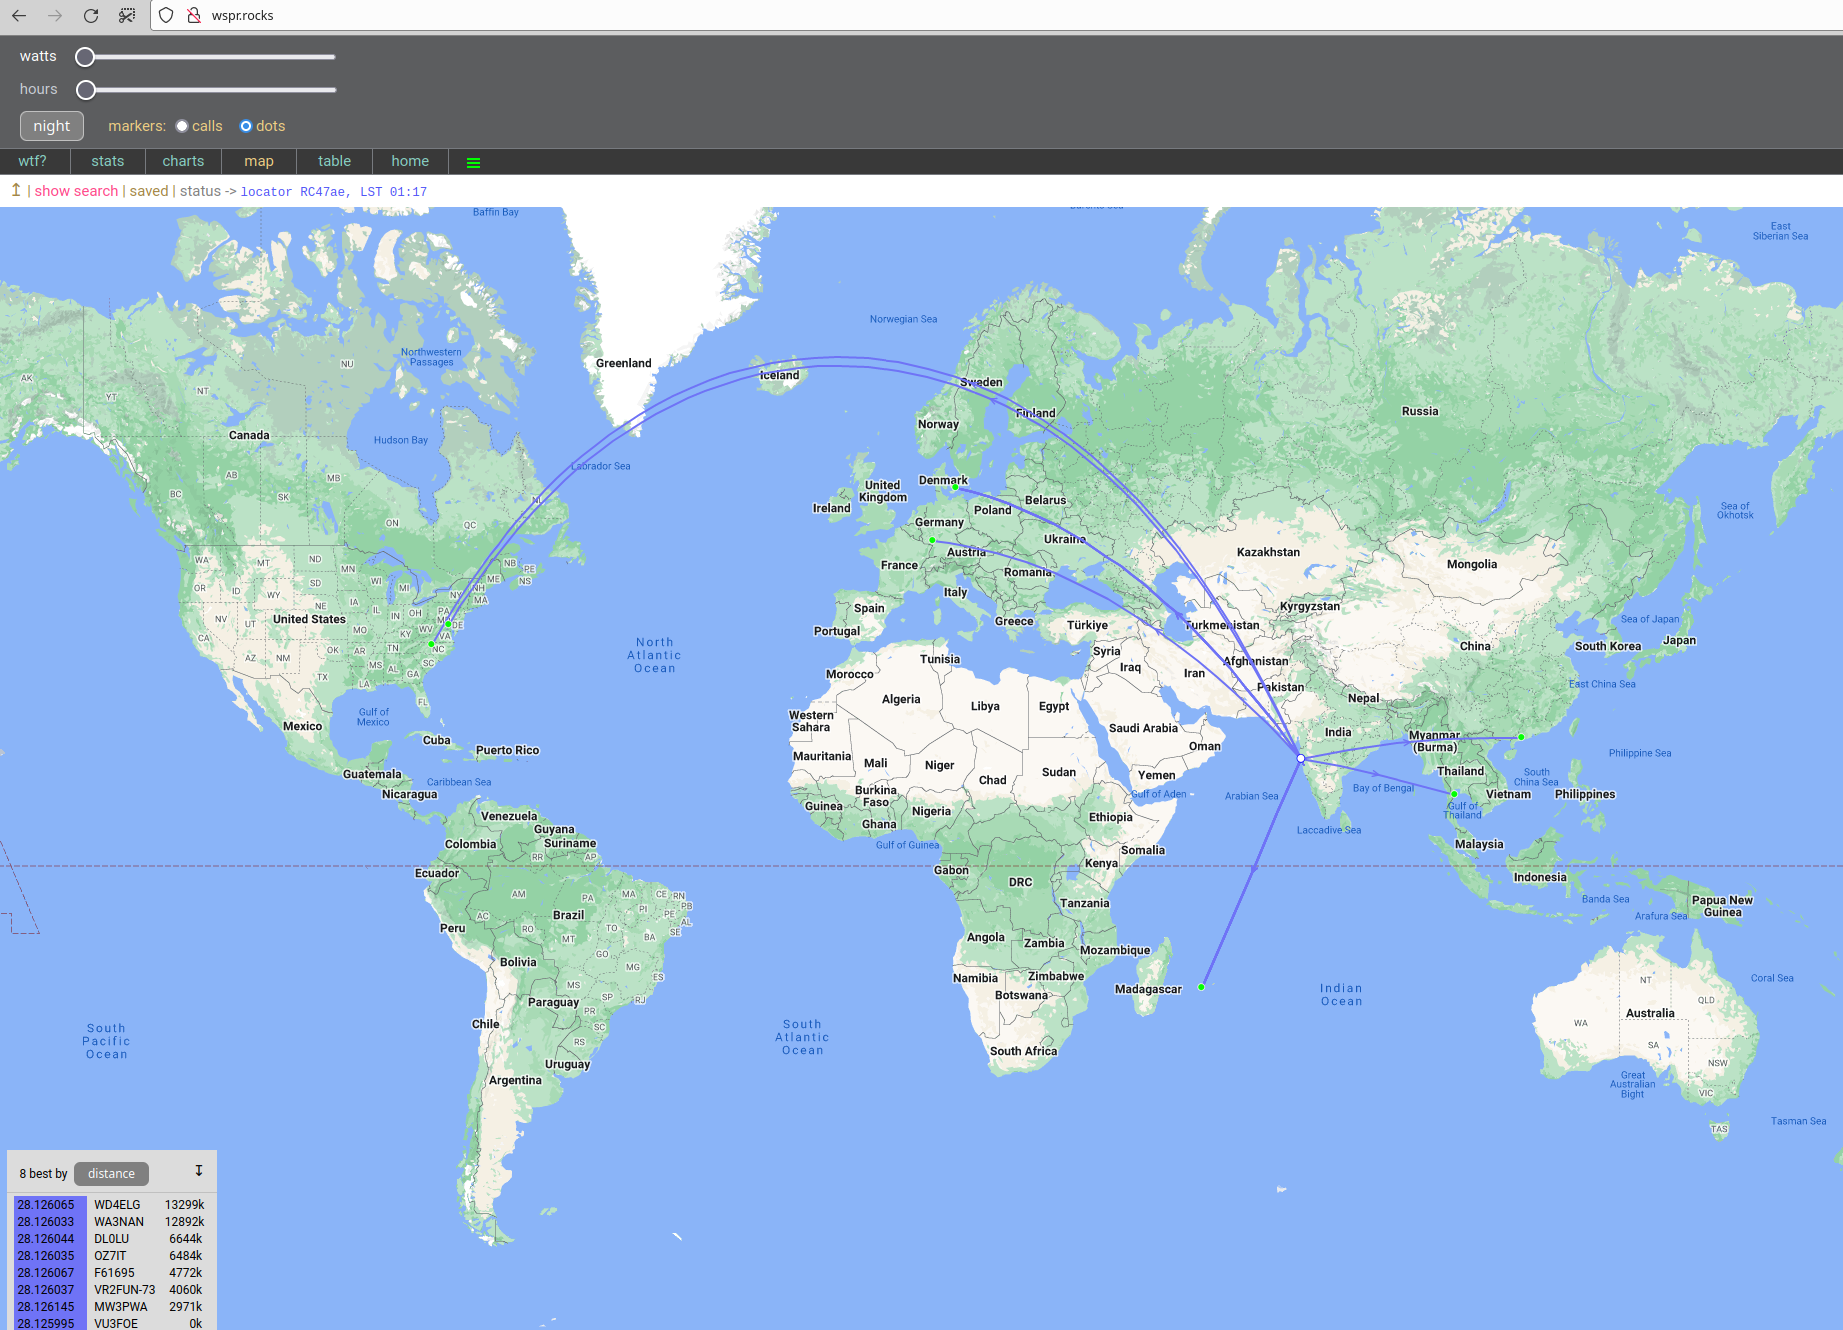 wspr.rocks
watts
hours
night markers: calls dots
wtf? stats charts map table home
↥ | show search | saved | status -> locator RC47ae, LST 01:17
Baffin Bay
East
Siberian Sea
Norwegian Sea
Greenland
Iceland
Northwestern
Passages
NU
AK
YT
NT
Sweden
Finland
Norway
Russia
Canada
Hudson Bay
Labrador Sea
AB
MB
BC
SK
NL
ON
QC
United
Kingdom
Ireland
Denmark
Belarus
Poland
Germany
Ukraine
Austria
France
Romania
Italy
Spain
Portugal
Greece
Türkiye
Kazakhstan
Mongolia
Kyrgyzstan
Turkmenistan
Sea of
Okhotsk
Sea of Japan
Japan
South Korea
China
East China Sea
WA
MT
ND
MN
NB
PE
NS
OR
ID
WY
SD
WI
MI
NY
NH
ME
MA
NE
IA
IL
IN
OH
PA
NV
UT
United States
CA
MO
KY
WV
VA
DE
AZ
NM
OK
AR
TN
NC
MS
AL
SC
GA
TX
LA
FL
North
Atlantic
Ocean
Gulf of
Mexico
Mexico
Cuba
Puerto Rico
Guatemala
Caribbean Sea
Nicaragua
Tunisia
Morocco
Algeria
Libya
Egypt
Western
Sahara
Mauritania
Mali
Niger
Chad
Sudan
Burkina
Faso
Guinea
Ghana
Nigeria
Gulf of Guinea
Syria
Iraq
Iran
Afghanistan
Pakistan
Nepal
Saudi Arabia
Oman
Yemen
Gulf of Aden
Ethiopia
Somalia
Kenya
Arabian Sea
India
Myanmar
(Burma)
Thailand
Bay of Bengal
Gulf of
Thailand
Vietnam
South
China Sea
Philippines
Philippine Sea
Laccadive Sea
Malaysia
Indonesia
Banda Sea
Arafura Sea
Papua New
Guinea
Venezuela
Guyana
Suriname
Colombia
RR
AP
Ecuador
AM
PA
MA
CE
RN
PB
PE
AL
SE
PI
AC
Brazil
TO
RO
BA
Peru
MT
GO
Bolivia
MG
ES
MS
SP
RJ
Paraguay
PR
Chile
SC
RS
Uruguay
Argentina
Gabon
DRC
Tanzania
Angola
Zambia
Mozambique
Namibia
Zimbabwe
Botswana
Madagascar
South Africa
South
Pacific
Ocean
South
Atlantic
Ocean
Indian
Ocean
Coral Sea
NT
QLD
Australia
WA
SA
NSW
Great
Australian
Bight
VIC
TAS
Tasman Sea
8 best by distance ↧
28.126065 WD4ELG 13299k
28.126033 WA3NAN 12892k
28.126044 DL0LU 6644k
28.126035 OZ7IT 6484k
28.126067 F61695 4772k
28.126037 VR2FUN-73 4060k
28.126145 MW3PWA 2971k
28.125995 VU3FOE 0k